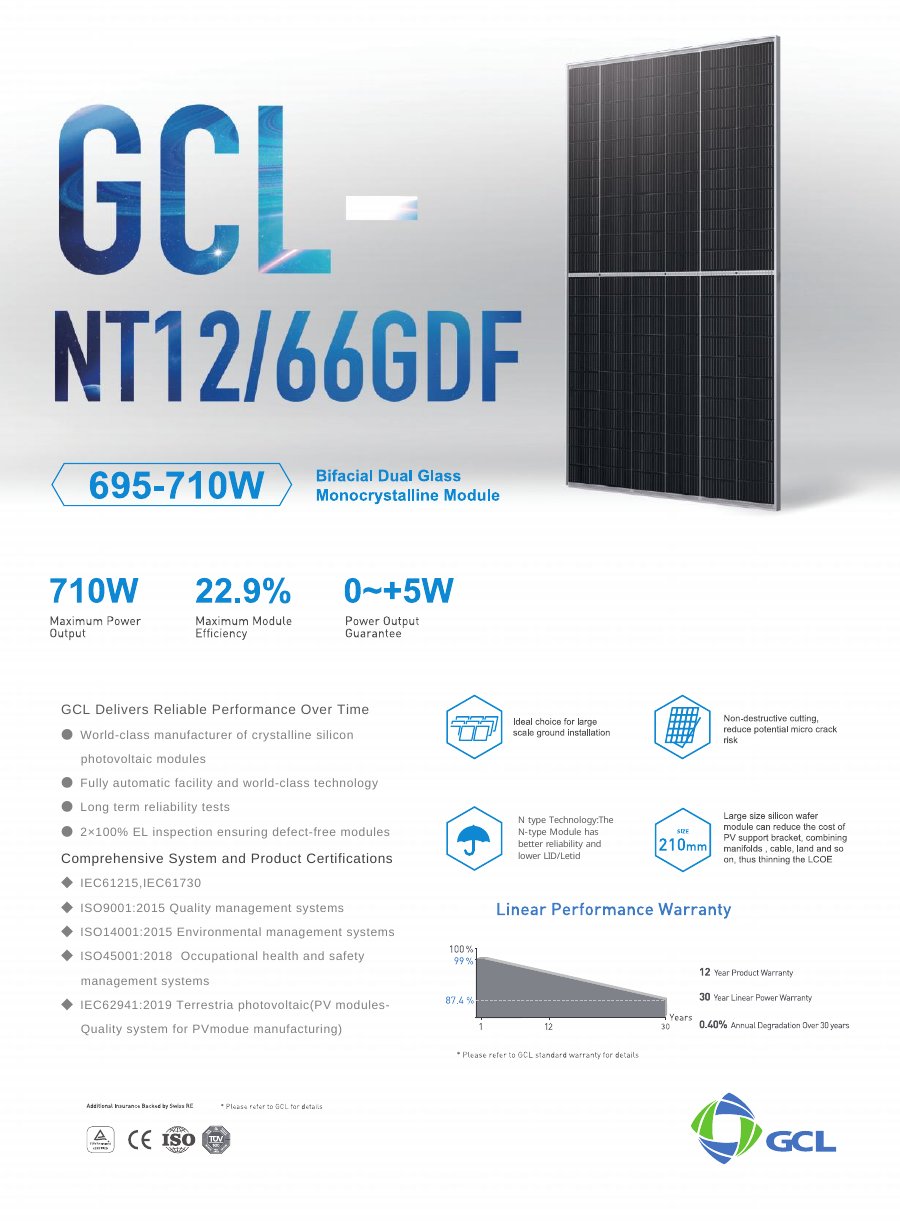 GCL-
NT12/66GDF
695-710W
Bifacial Dual Glass
Monocrystalline Module
710W
Maximum Power
Output
22.9%
Maximum Module
Efficiency
0~+5W
Power Output
Guarantee
GCL Delivers Reliable Performance Over Time
● World-class manufacturer of crystalline silicon
photovoltaic modules
● Fully automatic facility and world-class technology
● Long term reliability tests
● 2×100% EL inspection ensuring defect-free modules
Comprehensive System and Product Certifications
◆ IEC61215,IEC61730
◆ ISO9001:2015 Quality management systems
◆ ISO14001:2015 Environmental management systems
◆ ISO45001:2018 Occupational health and safety
management systems
◆ IEC62941:2019 Terrestria photovoltaic(PV modules-
Quality system for PVmodue manufacturing)
Ideal choice for large
scale ground installation
Non-destructive cutting,
reduce potential micro crack
risk
N type Technology:The
N-type Module has
better reliability and
lower LID/Letid
SIZE
210mm
Large size silicon wafer
module can reduce the cost of
PV support bracket, combining
manifolds , cable, land and so
on, thus thinning the LCOE
Linear Performance Warranty
100%
99%
87.4%
1
12
30
Years
12 Year Product Warranty
30 Year Linear Power Warranty
0.40% Annual Degradation Over 30 years
* Please refer to GCL standard warranty for details
Additional Insurance Backed by Swiss RE
* Please refer to GCL for details
CE
ISO
TÜV
GCL